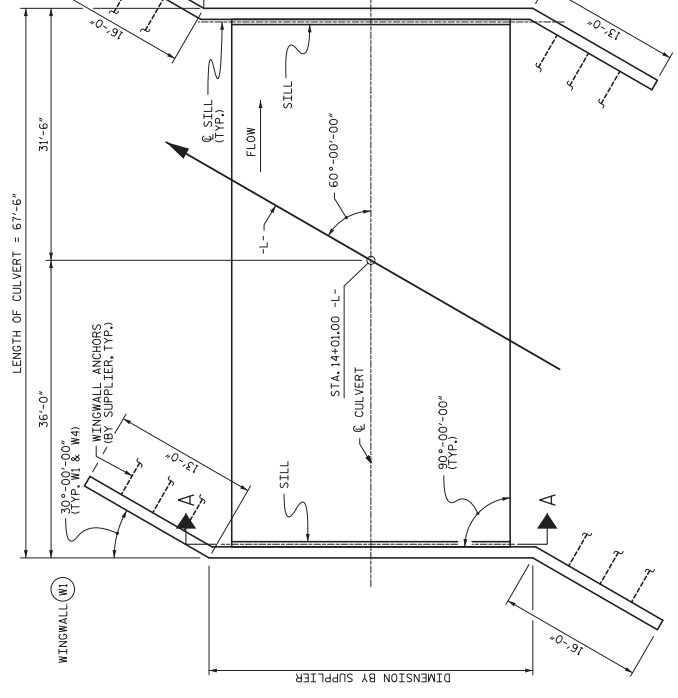 LENGTH OF CULVERT = 67'-6"
36'-0"
31'-6"
16'-0"
13'-0"
30°-00'-00"
(TYP. W1 & W4)
WINGWALL ANCHORS
(BY SUPPLIER, TYP.)
13'-0"
℄ SILL
(TYP.)
SILL
FLOW
-L-
60°-00'-00"
STA. 14+01.00 -L-
℄ CULVERT
SILL
90°-00'-00"
(TYP.)
A
A
WINGWALL W1
DIMENSION BY SUPPLIER
16'-0"